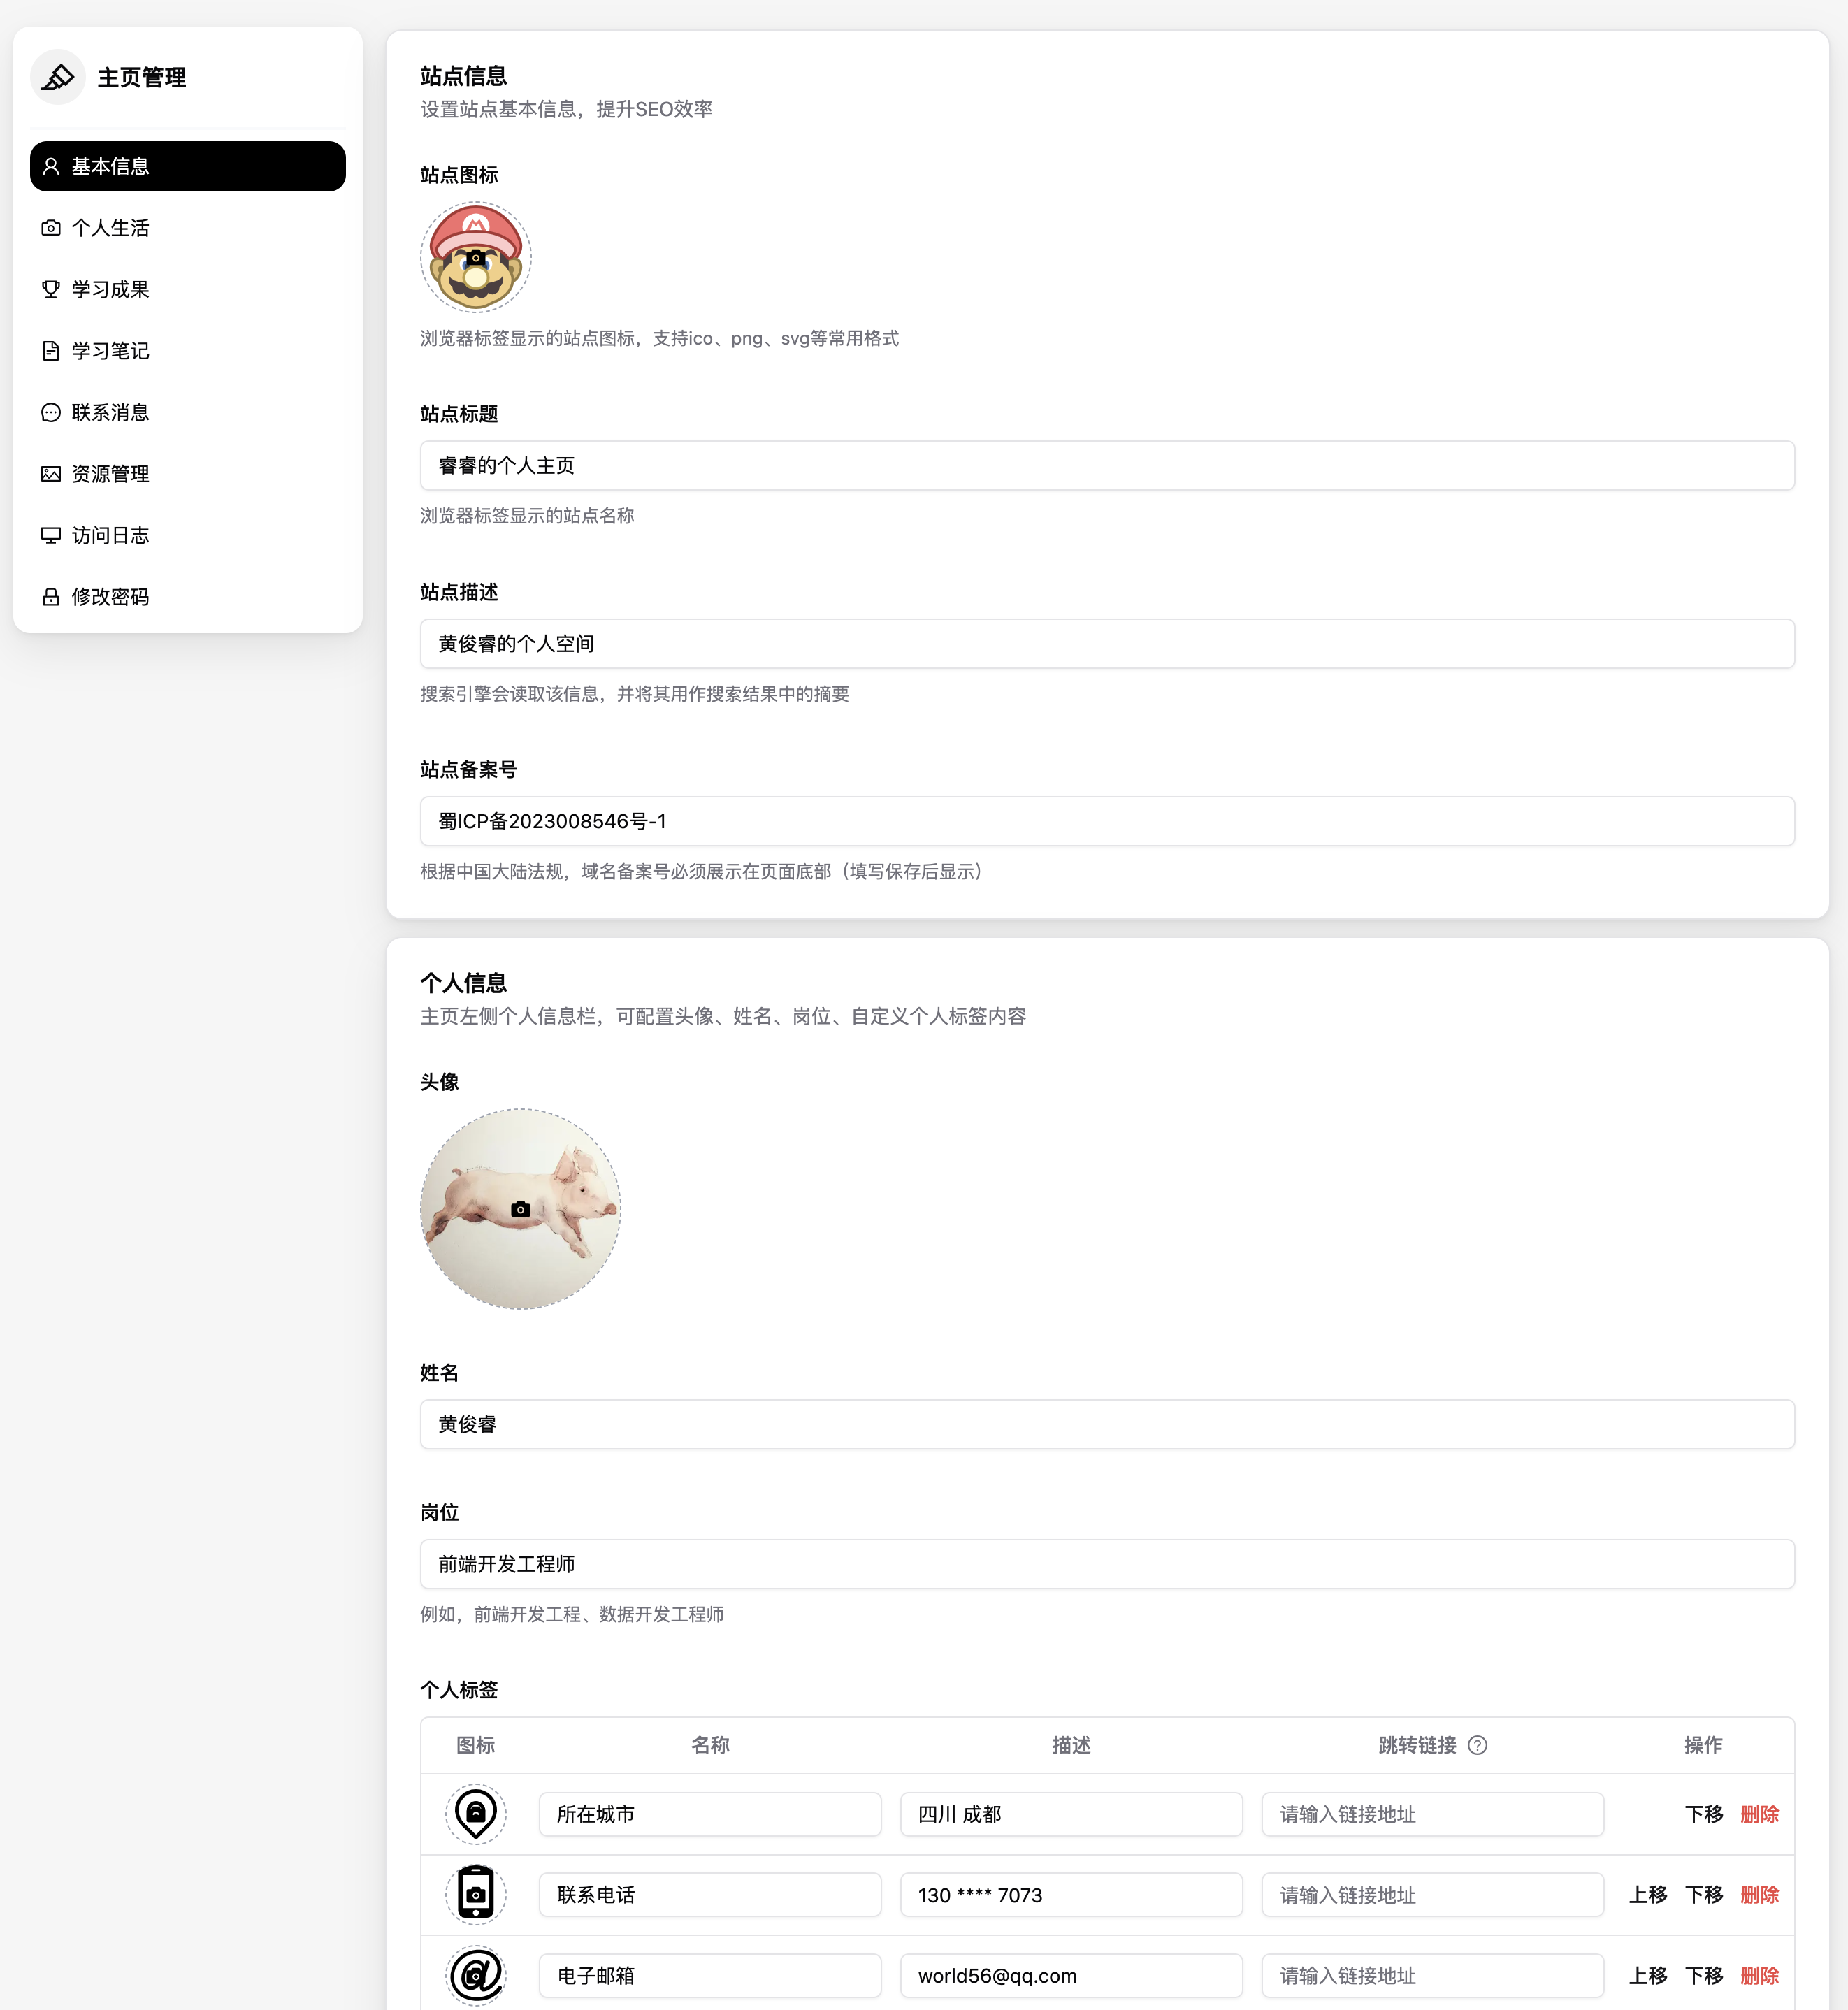 主页管理
基本信息
个人生活
学习成果
学习笔记
联系消息
资源管理
访问日志
修改密码
站点信息
设置站点基本信息，提升SEO效率
站点图标
M
浏览器标签显示的站点图标，支持ico、png、svg等常用格式
站点标题
睿睿的个人主页
浏览器标签显示的站点名称
站点描述
黄俊睿的个人空间
搜索引擎会读取该信息，并将其用作搜索结果中的摘要
站点备案号
蜀ICP备2023008546号-1
根据中国大陆法规，域名备案号必须展示在页面底部（填写保存后显示）
个人信息
主页左侧个人信息栏，可配置头像、姓名、岗位、自定义个人标签内容
头像
姓名
黄俊睿
岗位
前端开发工程师
例如，前端开发工程、数据开发工程师
个人标签
图标 名称 描述 跳转链接 ? 操作
所在城市 四川 成都 请输入链接地址 下移 删除
联系电话 130 **** 7073 请输入链接地址 上移 下移 删除
@ 电子邮箱 world56@qq.com 请输入链接地址 上移 下移 删除